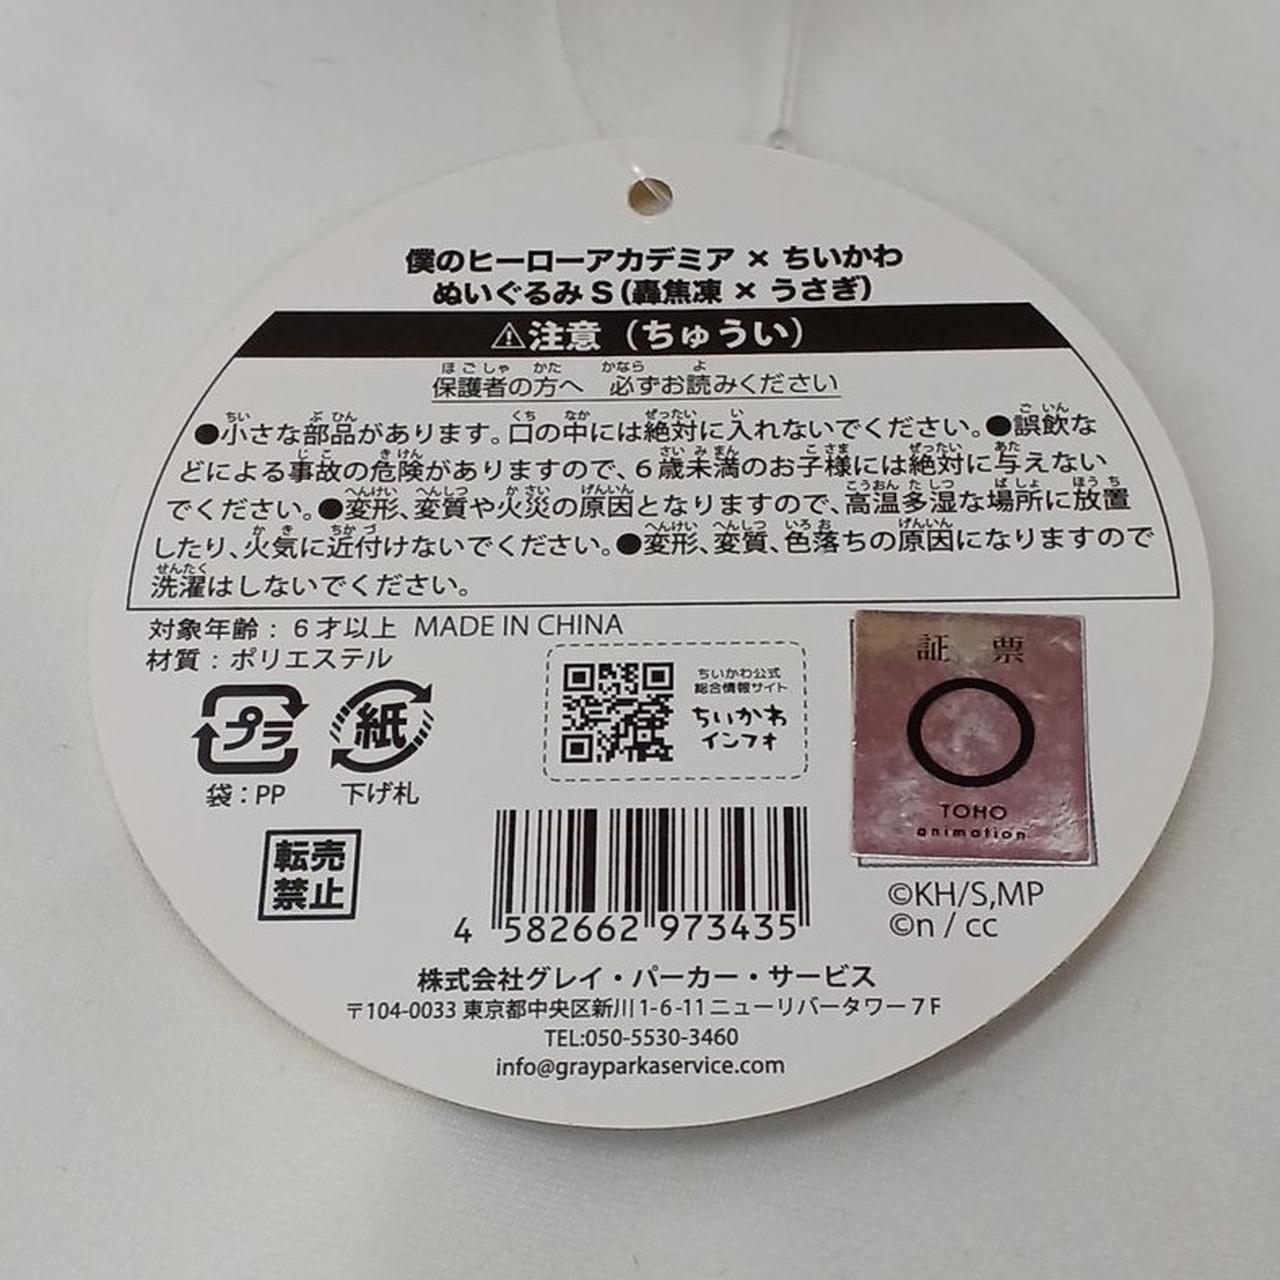 僕のヒーローアカデミア × ちいかわ
ぬいぐるみ S（轟焦凍 × うさぎ）
⚠注意（ちゅうい）
保護者の方へ　必ずお読みください
●小さな部品があります。口の中には絶対に入れないでください。●誤飲な
どによる事故の危険がありますので、６歳未満のお子様には絶対に与えない
でください。●変形、変質や火災の原因となりますので、高温多湿な場所に放置
したり、火気に近付けないでください。●変形、変質、色落ちの原因になりますので
洗濯はしないでください。
対象年齢：６才以上 MADE IN CHINA
材質：ポリエステル
プラ
袋：PP
紙
下げ札
ちいかわ公式
総合情報サイト
ちいかわ
インフォ
証 票
TOHO
animation
転売
禁止
4 582662 973435
©KH/S,MP
©n / cc
株式会社グレイ・パーカー・サービス
〒104-0033 東京都中央区新川1-6-11ニューリバータワー７F
TEL:050-5530-3460
info@grayparkaservice.com